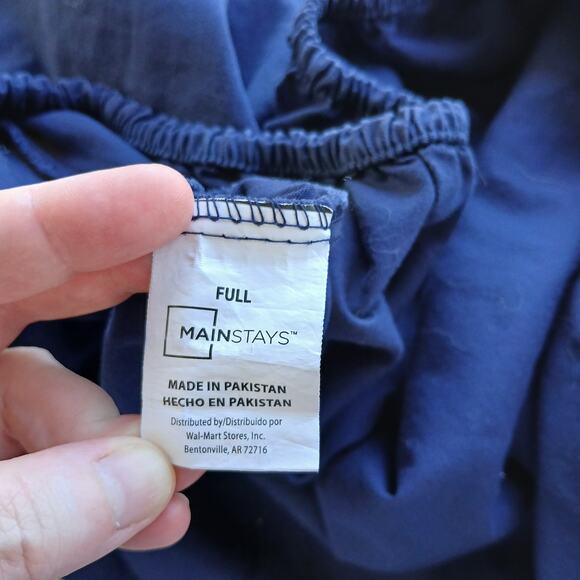 FULL
MAINSTAYS™
MADE IN PAKISTAN
HECHO EN PAKISTAN
Distributed by/Distribuido por
Wal-Mart Stores, Inc.
Bentonville, AR 72716